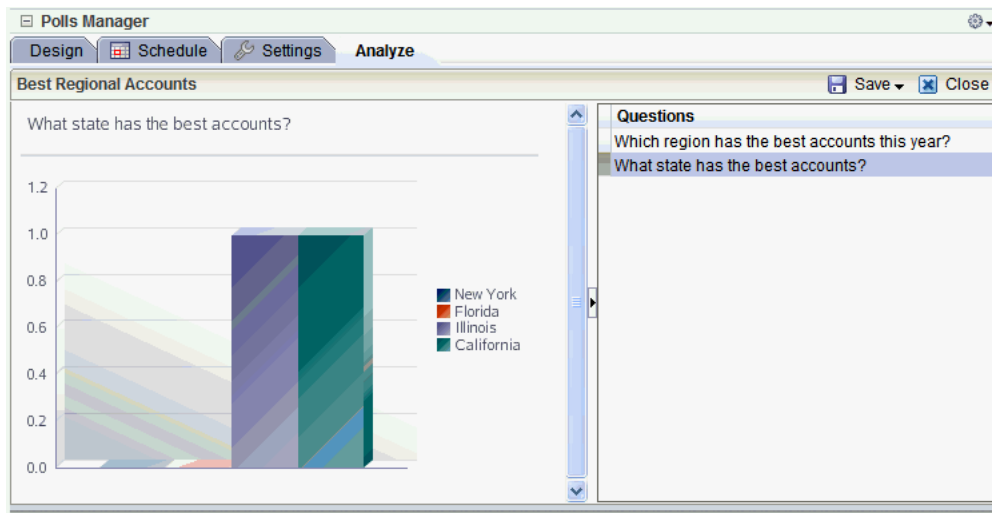 Polls Manager
Design Schedule Settings Analyze
Best Regional Accounts Save Close
What state has the best accounts?
1.2
1.0
0.8
0.6
0.4
0.2
0.0
New York
Florida
Illinois
California
Questions
Which region has the best accounts this year?
What state has the best accounts?